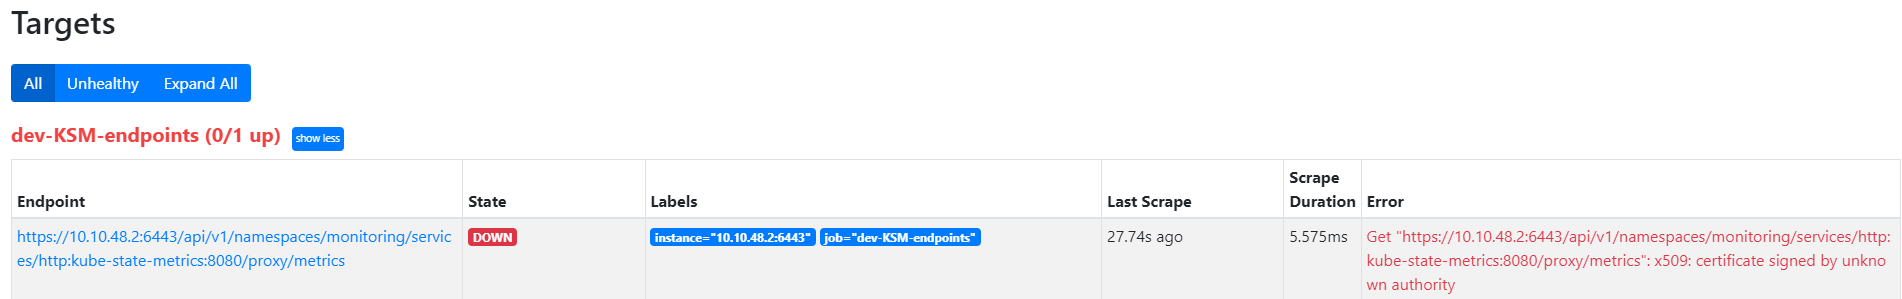 Targets
All Unhealthy Expand All
dev-KSM-endpoints (0/1 up) show less
Endpoint State Labels Last Scrape Scrape Duration Error
https://10.10.48.2:6443/api/v1/namespaces/monitoring/servic
es/http:kube-state-metrics:8080/proxy/metrics
DOWN
instance="10.10.48.2:6443" job="dev-KSM-endpoints"
27.74s ago
5.575ms
Get "https://10.10.48.2:6443/api/v1/namespaces/monitoring/services/http:
kube-state-metrics:8080/proxy/metrics": x509: certificate signed by unkno
wn authority